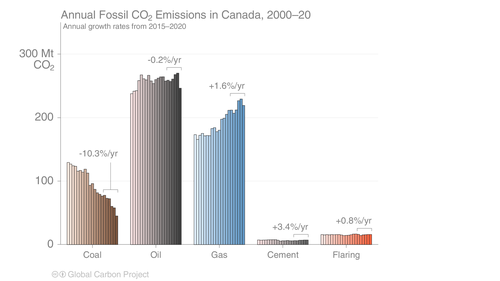 Annual Fossil CO₂ Emissions in Canada, 2000–20
Annual growth rates from 2015–2020
300 Mt
CO₂
200
100
0
-10.3%/yr
-0.2%/yr
+1.6%/yr
+3.4%/yr
+0.8%/yr
Coal
Oil
Gas
Cement
Flaring
Global Carbon Project